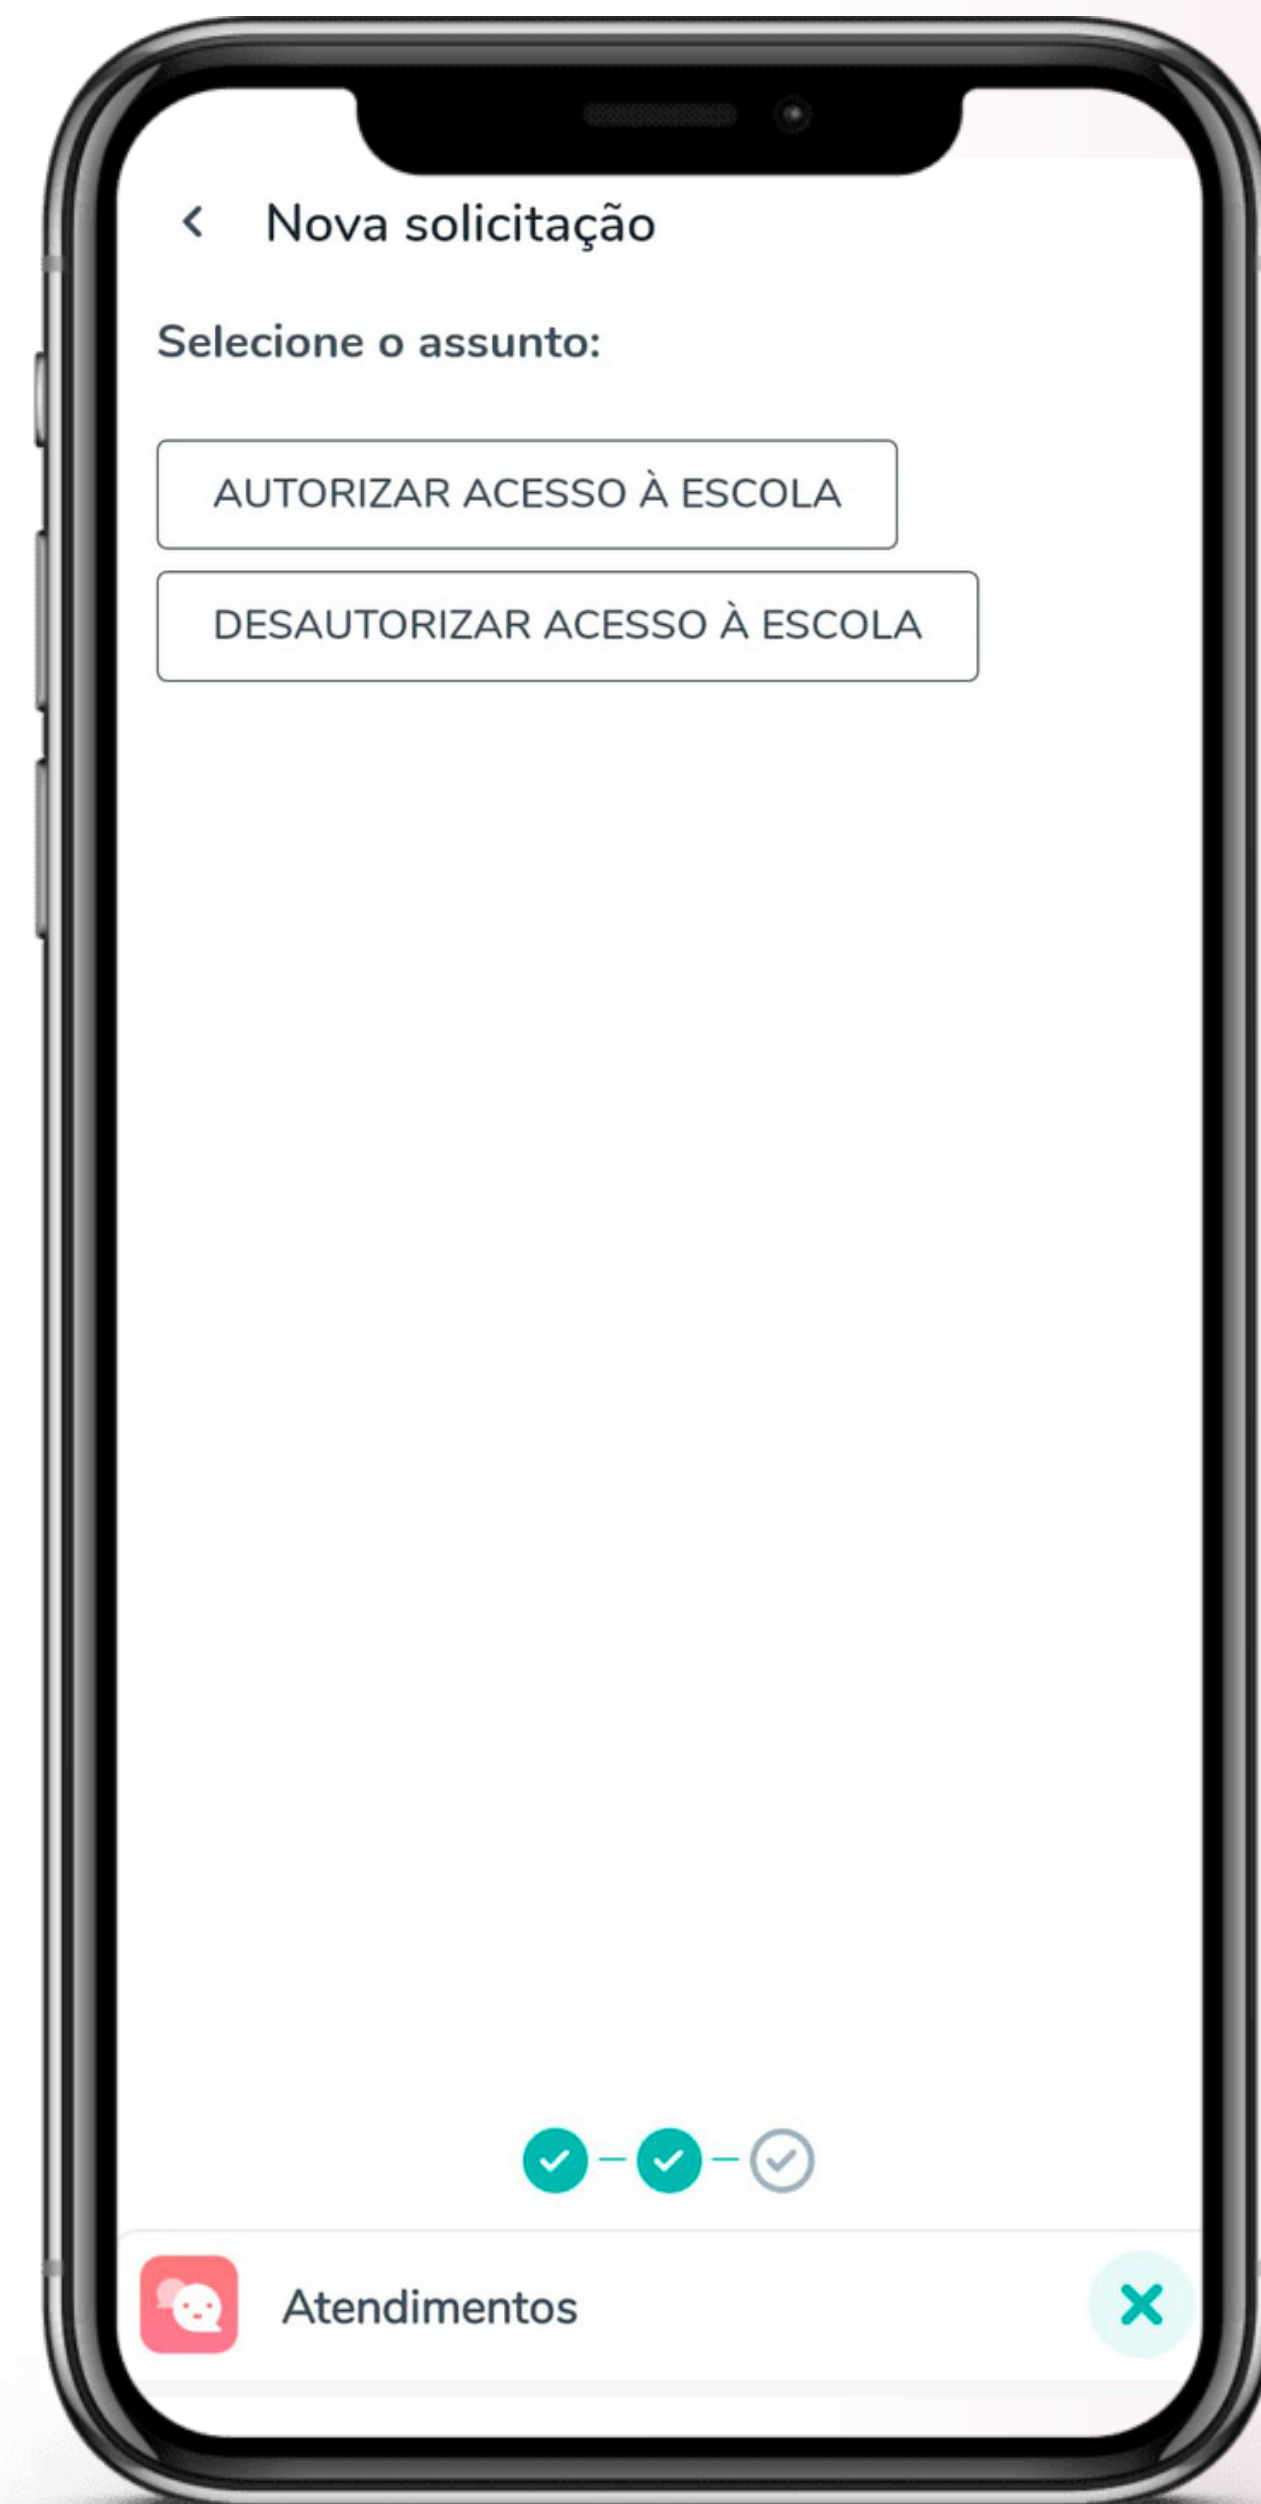 Nova solicitação
Selecione o assunto:
AUTORIZAR ACESSO À ESCOLA
DESAUTORIZAR ACESSO À ESCOLA
Atendimentos